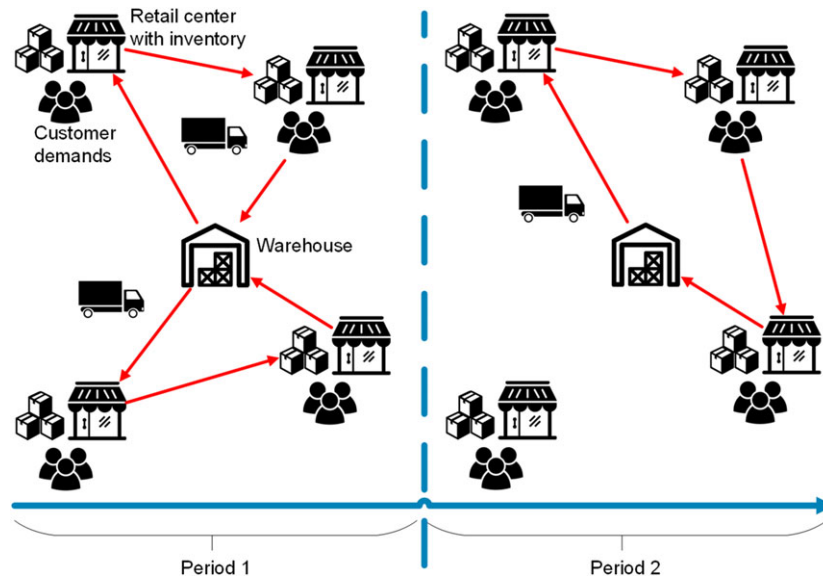 Retail center
with inventory
Customer
demands
Warehouse
Period 1
Period 2